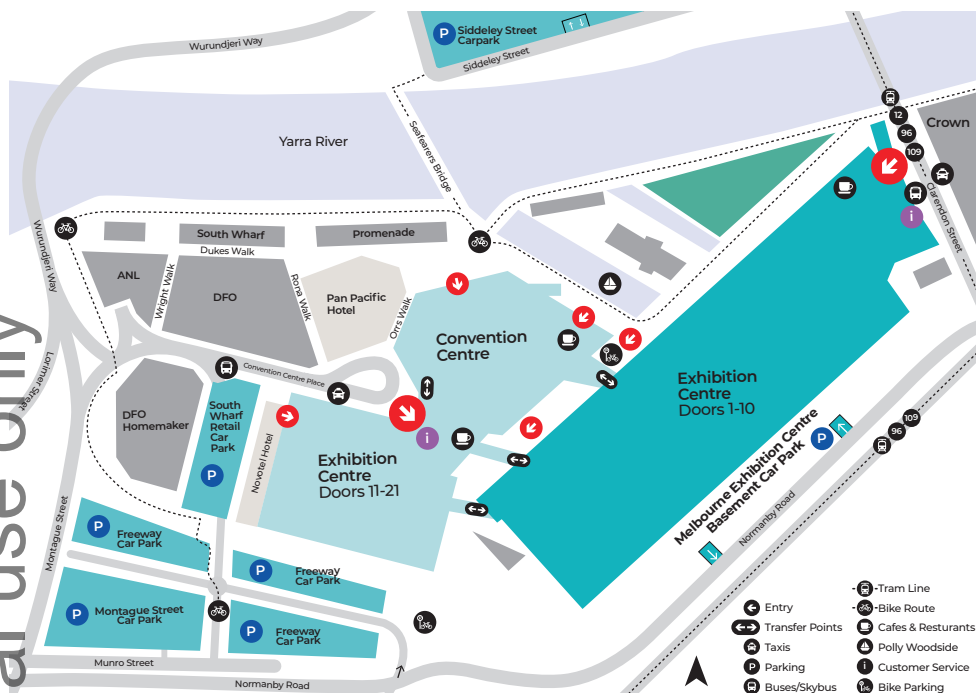 Siddeley Street
Carpark
P
Siddeley Street
Wurundjeri Way
Yarra River
Seafarers Bridge
12
96
109
Crown
Clarendon Street
i
Wurundjeri Way
South Wharf
Promenade
Dukes Walk
ANL
Wright Walk
DFO
Rona Walk
Pan Pacific
Hotel
Orrs Walk
Convention
Centre
Convention Centre Place
Lorimer Street
DFO
Homemaker
South
Wharf
Retail
Car
Park
P
Novotel Hotel
i
Exhibition
Centre
Doors 11-21
Exhibition
Centre
Doors 1-10
Melbourne Exhibition Centre
Basement Car Park
P
109
96
Normanby Road
Montague Street
P
Freeway
Car Park
P
Freeway
Car Park
P
Montague Street
Car Park
P
Freeway
Car Park
Munro Street
Normanby Road
Entry
Transfer Points
Taxis
P
Parking
Buses/Skybus
Tram Line
Bike Route
Cafes & Resturants
Polly Woodside
i
Customer Service
Bike Parking
al use only